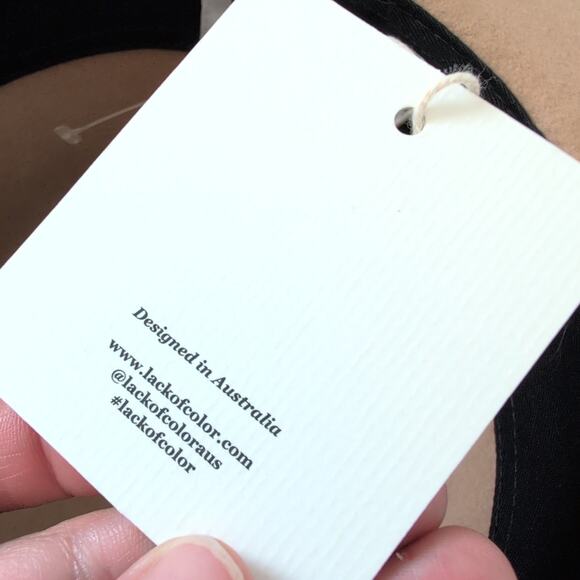 Designed in Australia
www.lackofcolor.com
@lackofcoloraus
#lackofcolor